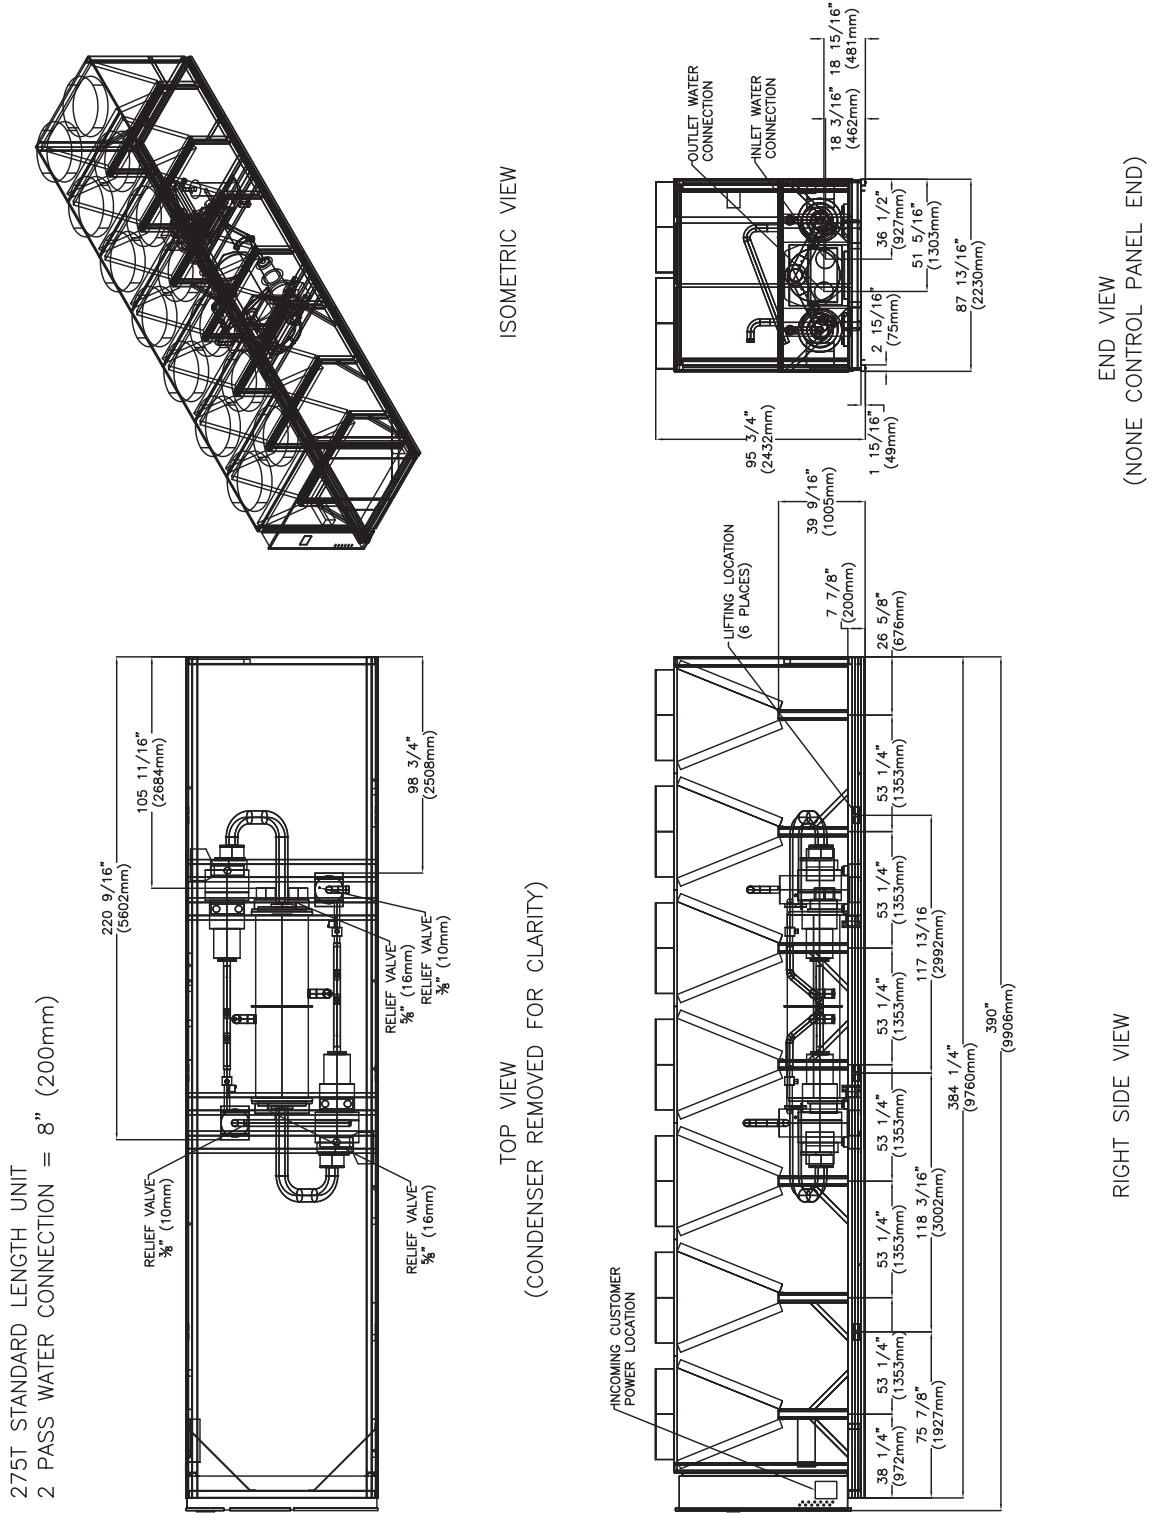 275T STANDARD LENGTH UNIT
2 PASS WATER CONNECTION = 8" (200mm)
220 9/16"
(5602mm)
105 11/16"
(2684mm)
98 3/4"
(2508mm)
RELIEF VALVE
⅜" (10mm)
RELIEF VALVE
⅝" (16mm)
RELIEF VALVE
⅝" (16mm)
RELIEF VALVE
⅜" (10mm)
TOP VIEW
(CONDENSER REMOVED FOR CLARITY)
ISOMETRIC VIEW
INCOMING CUSTOMER
POWER LOCATION
LIFTING LOCATION
(6 PLACES)
39 9/16"
(1005mm)
7 7/8"
(200mm)
38 1/4"
(972mm)
53 1/4"
(1353mm)
53 1/4"
(1353mm)
53 1/4"
(1353mm)
53 1/4"
(1353mm)
53 1/4"
(1353mm)
53 1/4"
(1353mm)
26 5/8"
(676mm)
75 7/8"
(1927mm)
118 3/16"
(3002mm)
117 13/16
(2992mm)
384 1/4"
(9760mm)
390"
(9906mm)
RIGHT SIDE VIEW
OUTLET WATER
CONNECTION
INLET WATER
CONNECTION
95 3/4"
(2432mm)
18 3/16"
(462mm)
18 15/16"
(481mm)
1 15/16"
(49mm)
2 15/16"
(75mm)
36 1/2"
(927mm)
51 5/16"
(1303mm)
87 13/16"
(2230mm)
END VIEW
(NONE CONTROL PANEL END)